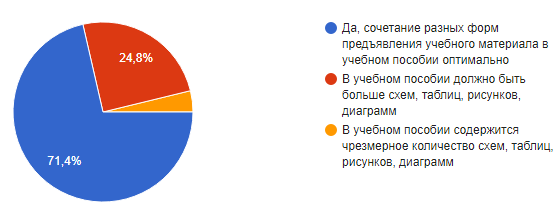 24,8%
71,4%
Да, сочетание разных форм
предъявления учебного материала в
учебном пособии оптимально
В учебном пособии должно быть
больше схем, таблиц, рисунков,
диаграмм
В учебном пособии содержится
чрезмерное количество схем, таблиц,
рисунков, диаграмм